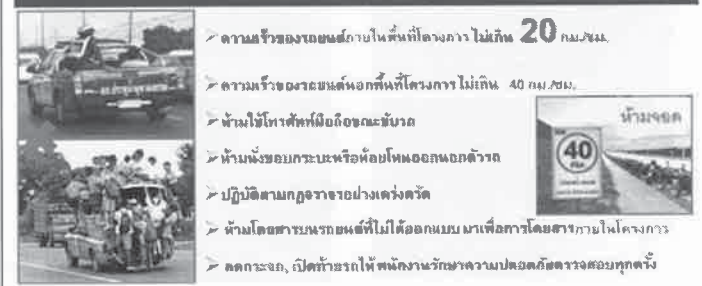 ➢ ความเร็วของรถยนต์ภายในพื้นที่โครงการ ไม่เกิน 20 กม./ชม.
➢ ความเร็วของรถยนต์นอกพื้นที่โครงการ ไม่เกิน 40 กม./ชม.
➢ ห้ามใช้โทรศัพท์มือถือขณะขับรถ
ห้ามจอด
➢ ห้ามนั่งขอบกระบะหรือห้อยโหนออกนอกตัวรถ
40
➢ ปฏิบัติตามกฎจราจรอย่างเคร่งครัด
➢ ห้ามโดยสารบนรถยนต์ที่ไม่ได้ออกแบบ มาเพื่อการโดยสารภายในโครงการ
➢ ลดกระจก, เปิดท้ายรถให้พนักงานรักษาความปลอดภัยตรวจสอบทุกครั้ง